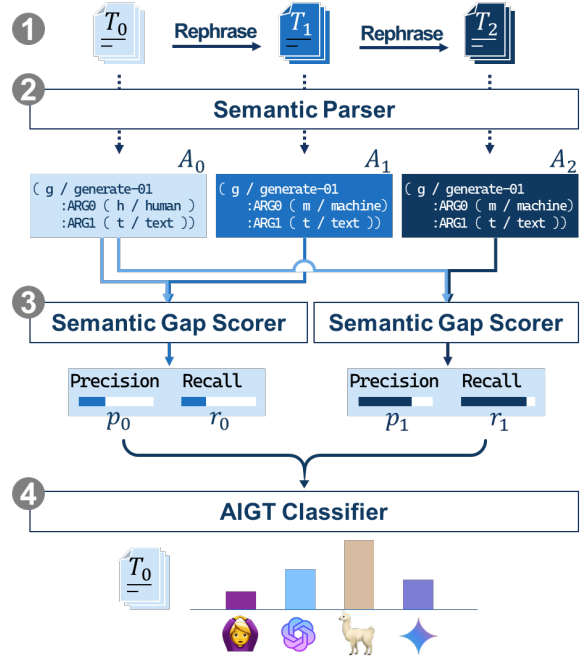 1
T0
Rephrase
T1
Rephrase
T2
2
Semantic Parser
A0
A1
A2
( g / generate-01
:ARG0 ( h / human )
:ARG1 ( t / text ))
( g / generate-01
:ARG0 ( m / machine)
:ARG1 ( t / text ))
( g / generate-01
:ARG0 ( m / machine)
:ARG1 ( t / text ))
3
Semantic Gap Scorer
Semantic Gap Scorer
Precision Recall
p0 r0
Precision Recall
p1 r1
4
AIGT Classifier
T0